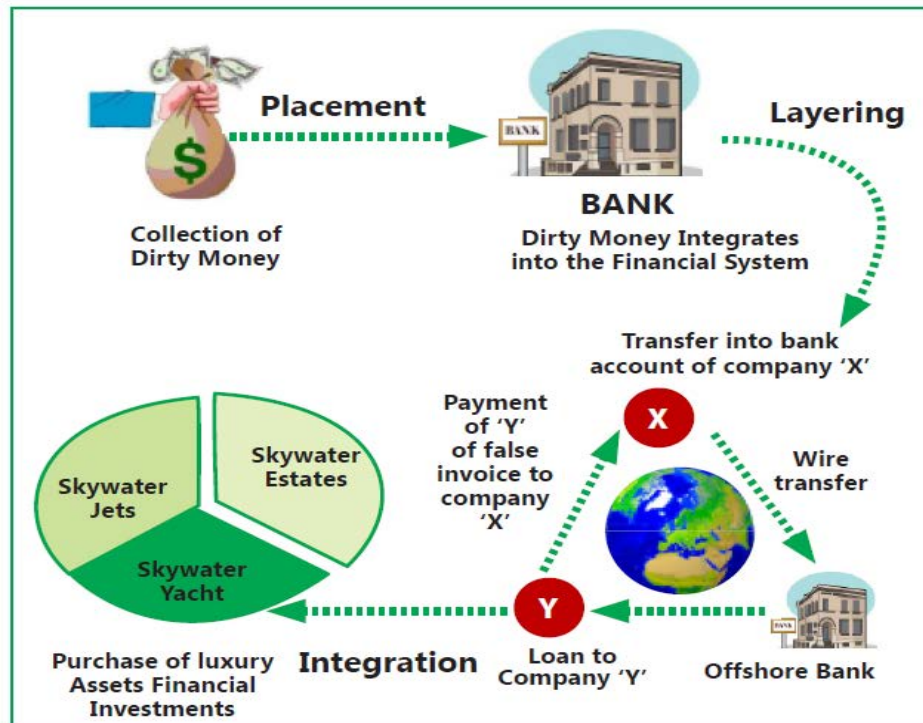 Placement
Layering
$
BANK
Collection of
Dirty Money
BANK
Dirty Money Integrates
into the Financial System
Transfer into bank
account of company ‘X’
X
Payment
of ‘Y’
of false
invoice to
company
‘X’
Wire
transfer
Skywater
Jets
Skywater
Estates
Skywater
Yacht
Y
BANK
Purchase of luxury
Assets Financial
Investments
Integration
Loan to
Company ‘Y’
Offshore Bank